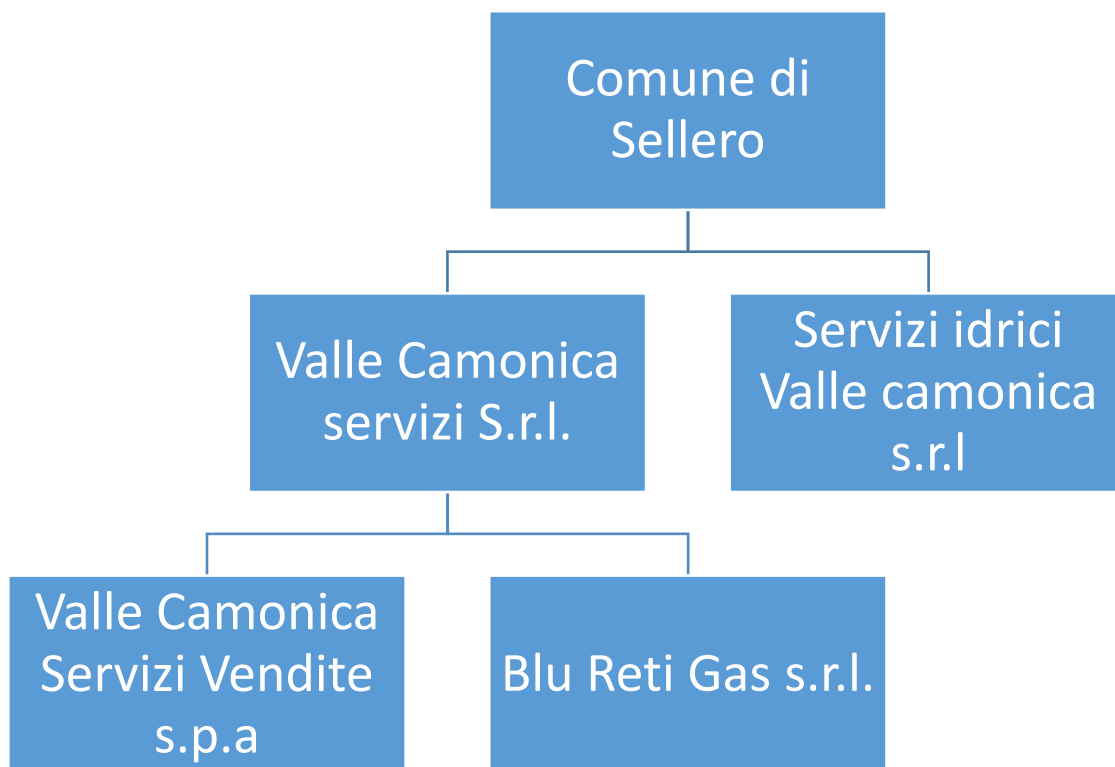 Comune di
Sellero
Valle Camonica
servizi S.r.l.
Servizi idrici
Valle camonica
s.r.l
Valle Camonica
Servizi Vendite
s.p.a
Blu Reti Gas s.r.l.